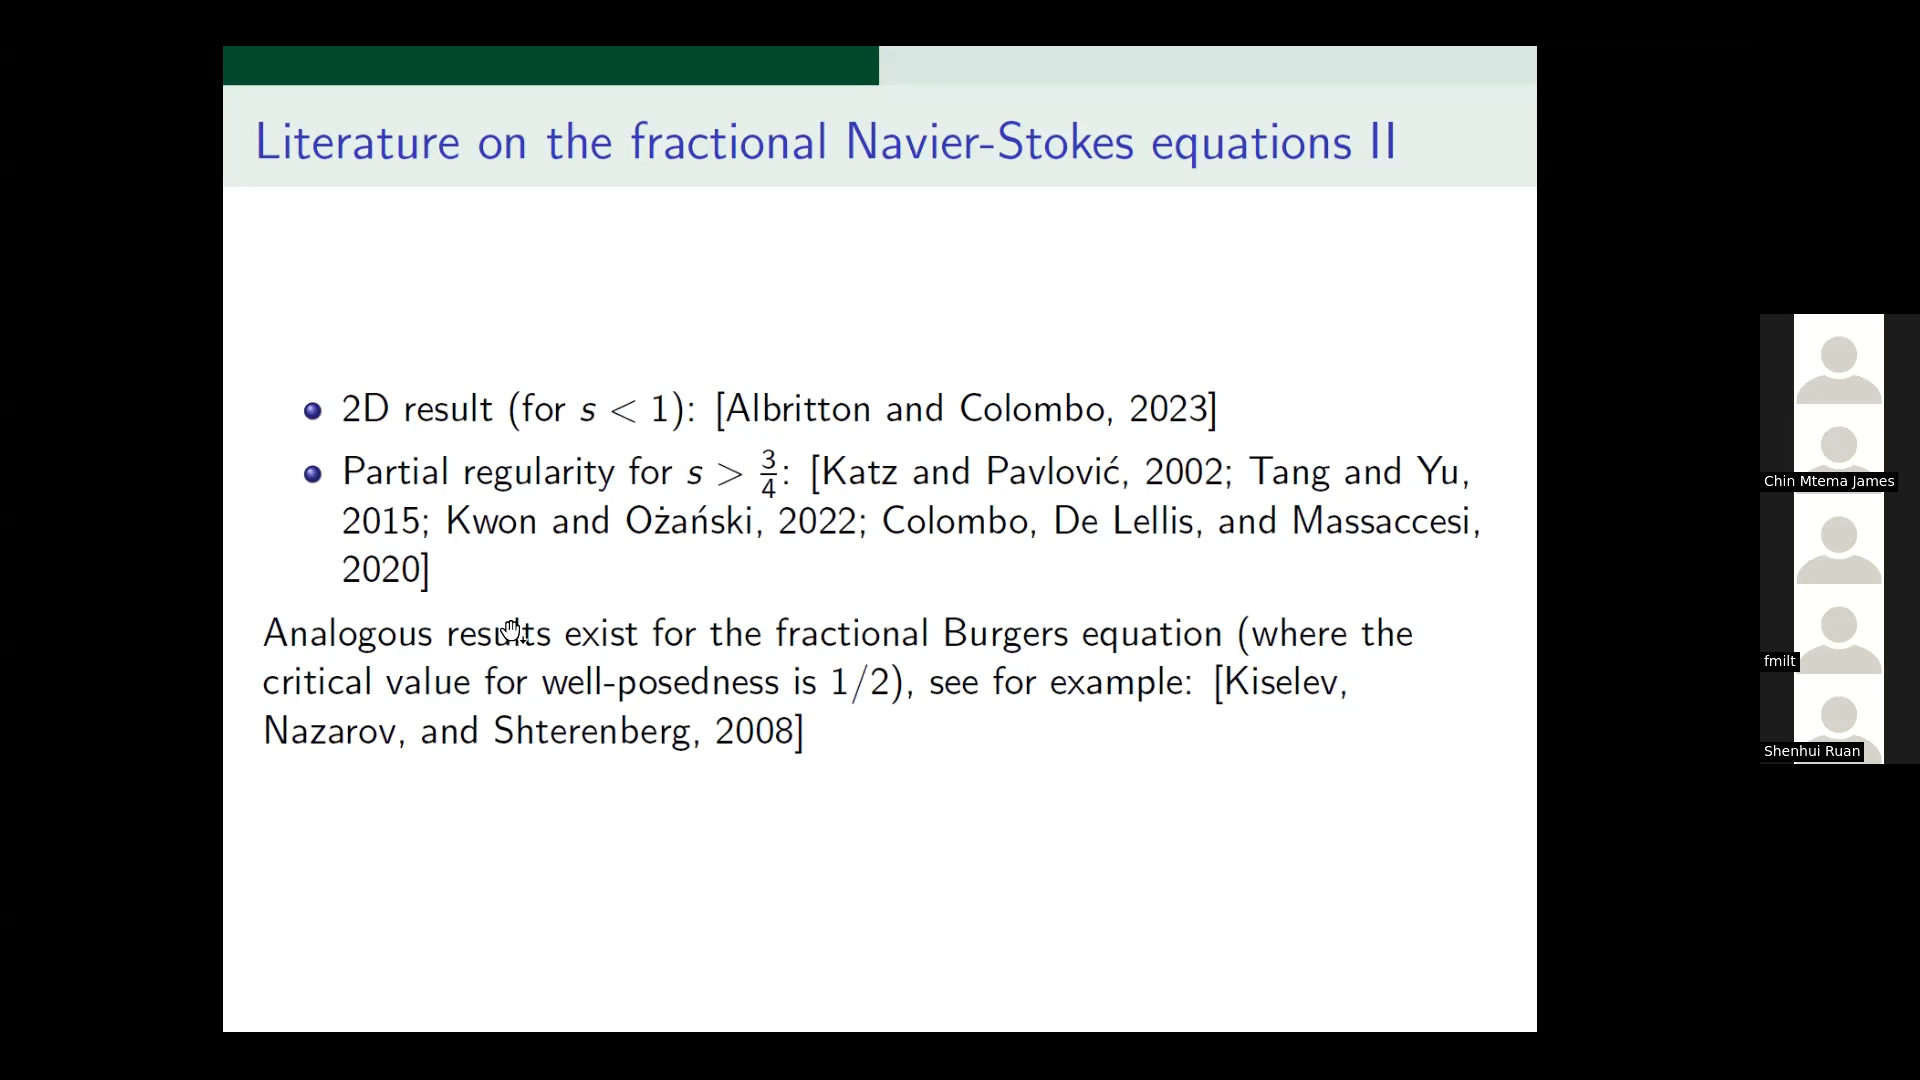 Literature on the fractional Navier-Stokes equations II
2D result (for s < 1): [Albritton and Colombo, 2023]
Partial regularity for s > 3/4: [Katz and Pavlović, 2002; Tang and Yu,
2015; Kwon and Ożański, 2022; Colombo, De Lellis, and Massaccesi,
2020]
Analogous results exist for the fractional Burgers equation (where the
critical value for well-posedness is 1/2), see for example: [Kiselev,
Nazarov, and Shterenberg, 2008]
Chin Mtema James
fmilt
Shenhui Ruan